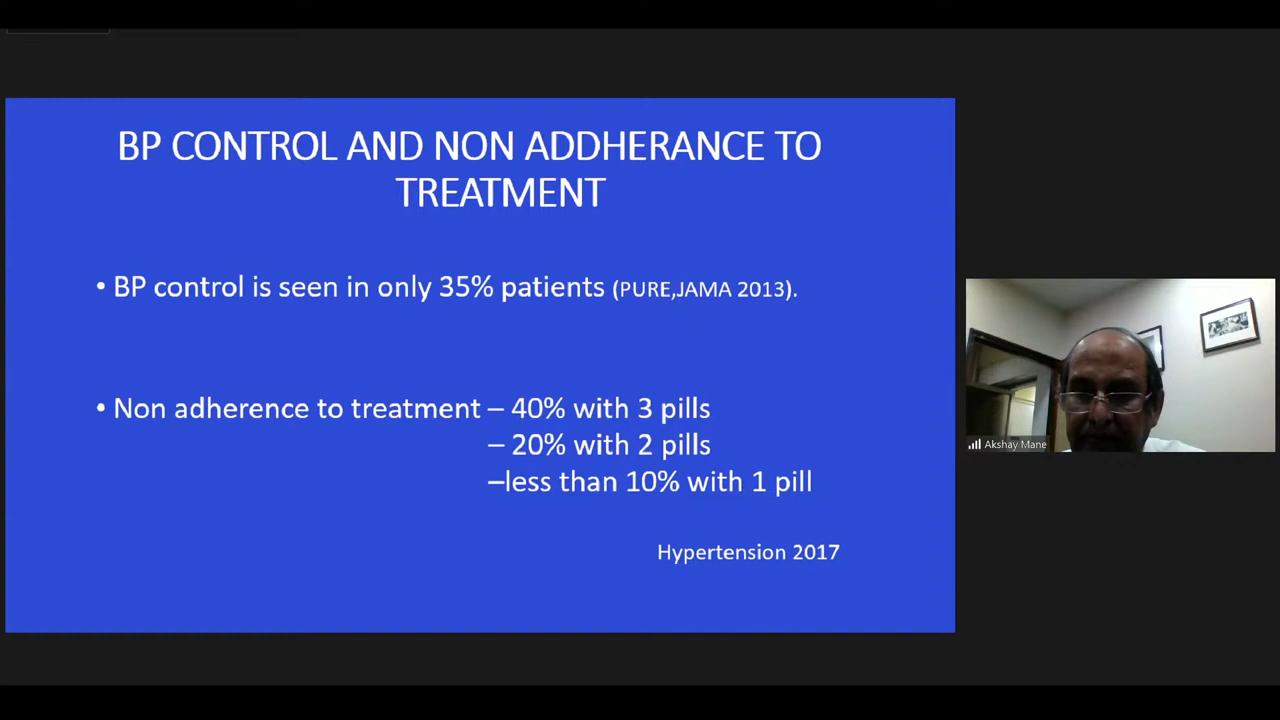 BP CONTROL AND NON ADDHERANCE TO
TREATMENT
• BP control is seen in only 35% patients (PURE,JAMA 2013).
• Non adherence to treatment – 40% with 3 pills
– 20% with 2 pills
–less than 10% with 1 pill
Hypertension 2017
Akshay Mane